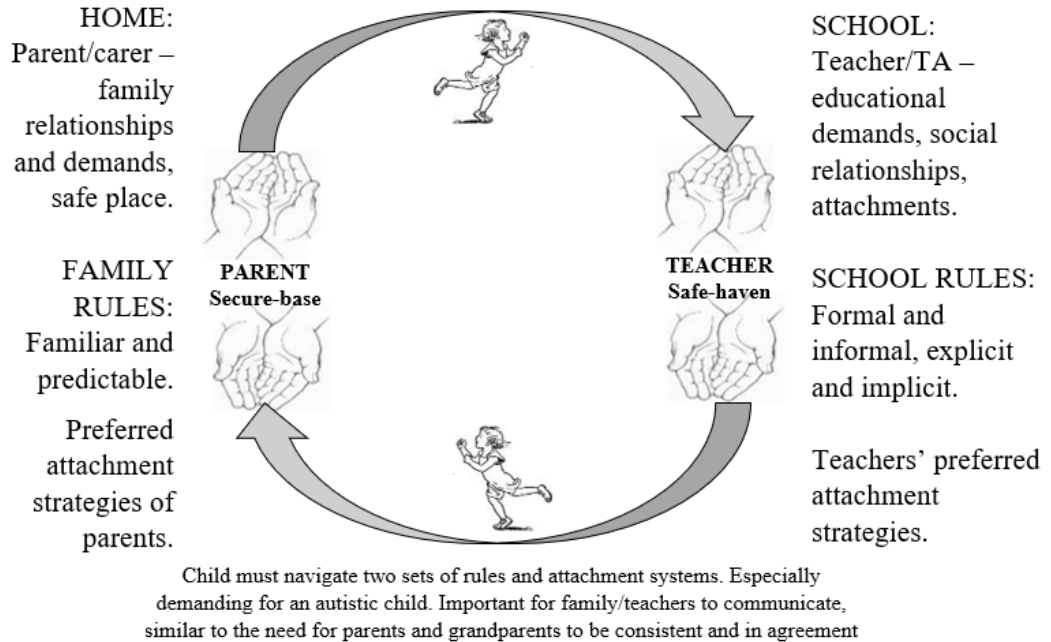 HOME:
Parent/carer –
family
relationships
and demands,
safe place.
FAMILY
RULES:
Familiar and
predictable.
Preferred
attachment
strategies of
parents.
PARENT
Secure-base
TEACHER
Safe-haven
SCHOOL:
Teacher/TA –
educational
demands, social
relationships,
attachments.
SCHOOL RULES:
Formal and
informal, explicit
and implicit.
Teachers’ preferred
attachment
strategies.
Child must navigate two sets of rules and attachment systems. Especially
demanding for an autistic child. Important for family/teachers to communicate,
similar to the need for parents and grandparents to be consistent and in agreement